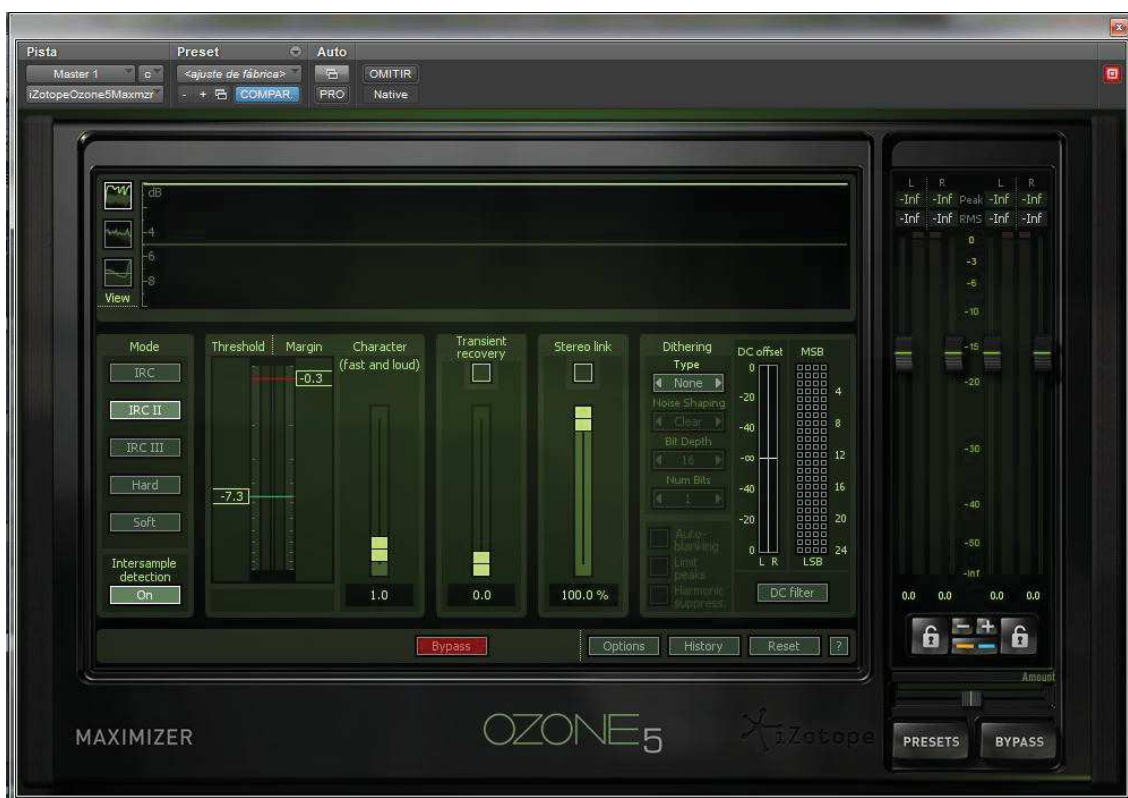 Pista Preset Auto
Master 1 c <ajuste de fábrica> OMITIR
iZotopeOzone5Maxmzr - + COMPAR. PRO Native
dB
-4
-6
-8
View
L R L R
-Inf -Inf Peak -Inf -Inf
-Inf -Inf RMS -Inf -Inf
0
-3
-6
-10
-15
-20
-30
-40
-50
-Inf
0.0 0.0 0.0 0.0
Mode
IRC
IRC II
IRC III
Hard
Soft
Intersample
detection
On
Threshold Margin
-0.3
-7.3
Character
(fast and loud)
1.0
Transient
recovery
0.0
Stereo link
100.0 %
Dithering
Type
None
Noise Shaping
Clear
Bit Depth
16
Num Bits
1
Auto-
blanking
Limit
peaks
Harmonic
suppress.
DC offset
0
-20
-40
-∞
-40
-20
0
L R
MSB
4
8
12
16
20
24
LSB
DC filter
Bypass Options History Reset ?
Amount
MAXIMIZER OZONE 5 iZotope
PRESETS BYPASS